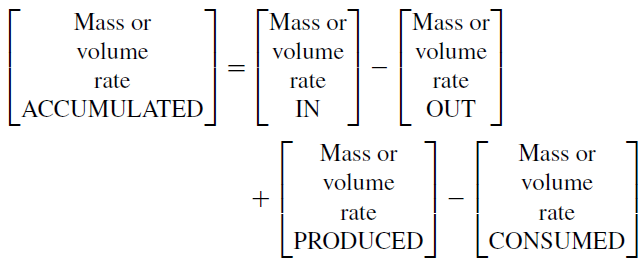 Mass or Mass or Mass or
volume volume volume
rate = rate − rate
ACCUMULATED IN OUT
Mass or Mass or
volume volume
+ rate − rate
PRODUCED CONSUMED